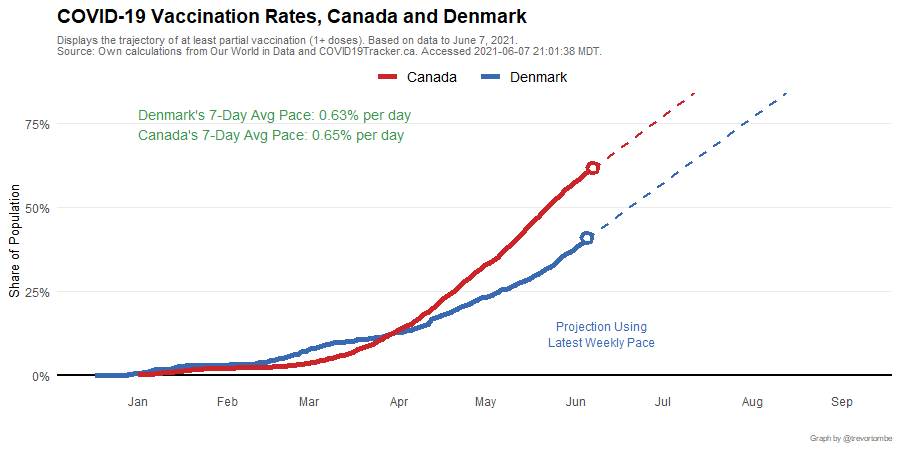 COVID-19 Vaccination Rates, Canada and Denmark
Displays the trajectory of at least partial vaccination (1+ doses). Based on data to June 7, 2021.
Source: Own calculations from Our World in Data and COVID19Tracker.ca. Accessed 2021-06-07 21:01:38 MDT.
Canada Denmark
Denmark's 7-Day Avg Pace: 0.63% per day
Canada's 7-Day Avg Pace: 0.65% per day
75%
50%
25%
0%
Share of Population
Projection Using
Latest Weekly Pace
Jan Feb Mar Apr May Jun Jul Aug Sep
Graph by @trevortombe